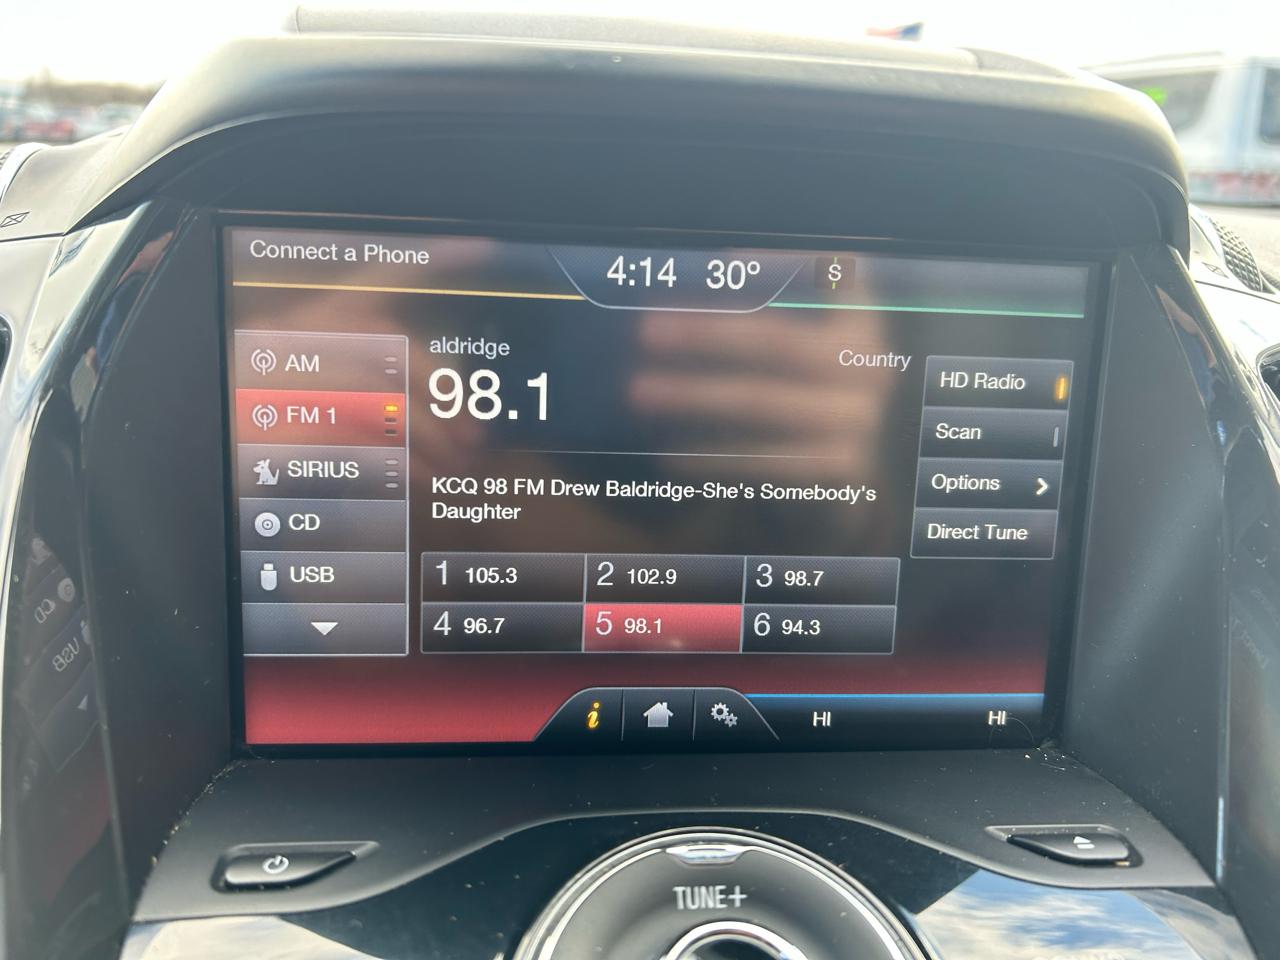 Connect a Phone
4:14 30° S
AM
FM 1
SIRIUS
CD
USB
aldridge
98.1
Country
KCQ 98 FM Drew Baldridge-She's Somebody's
Daughter
1 105.3 2 102.9 3 98.7
4 96.7 5 98.1 6 94.3
HD Radio
Scan
Options
Direct Tune
i
HI HI
TUNE+